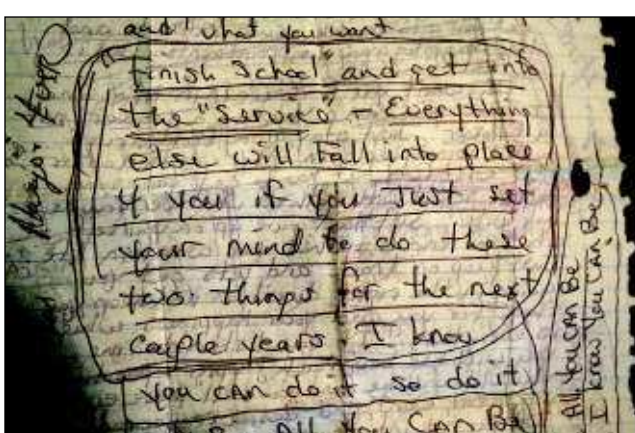 and what you want
"Finish School" and get into
the "Service" - Everything
else will fall into place
4 you if you Just set
your mind to do these
two things for the next
couple years. I know
you can do it so do it
All You Can Be
Always
All You Can Be
I know You Can Be